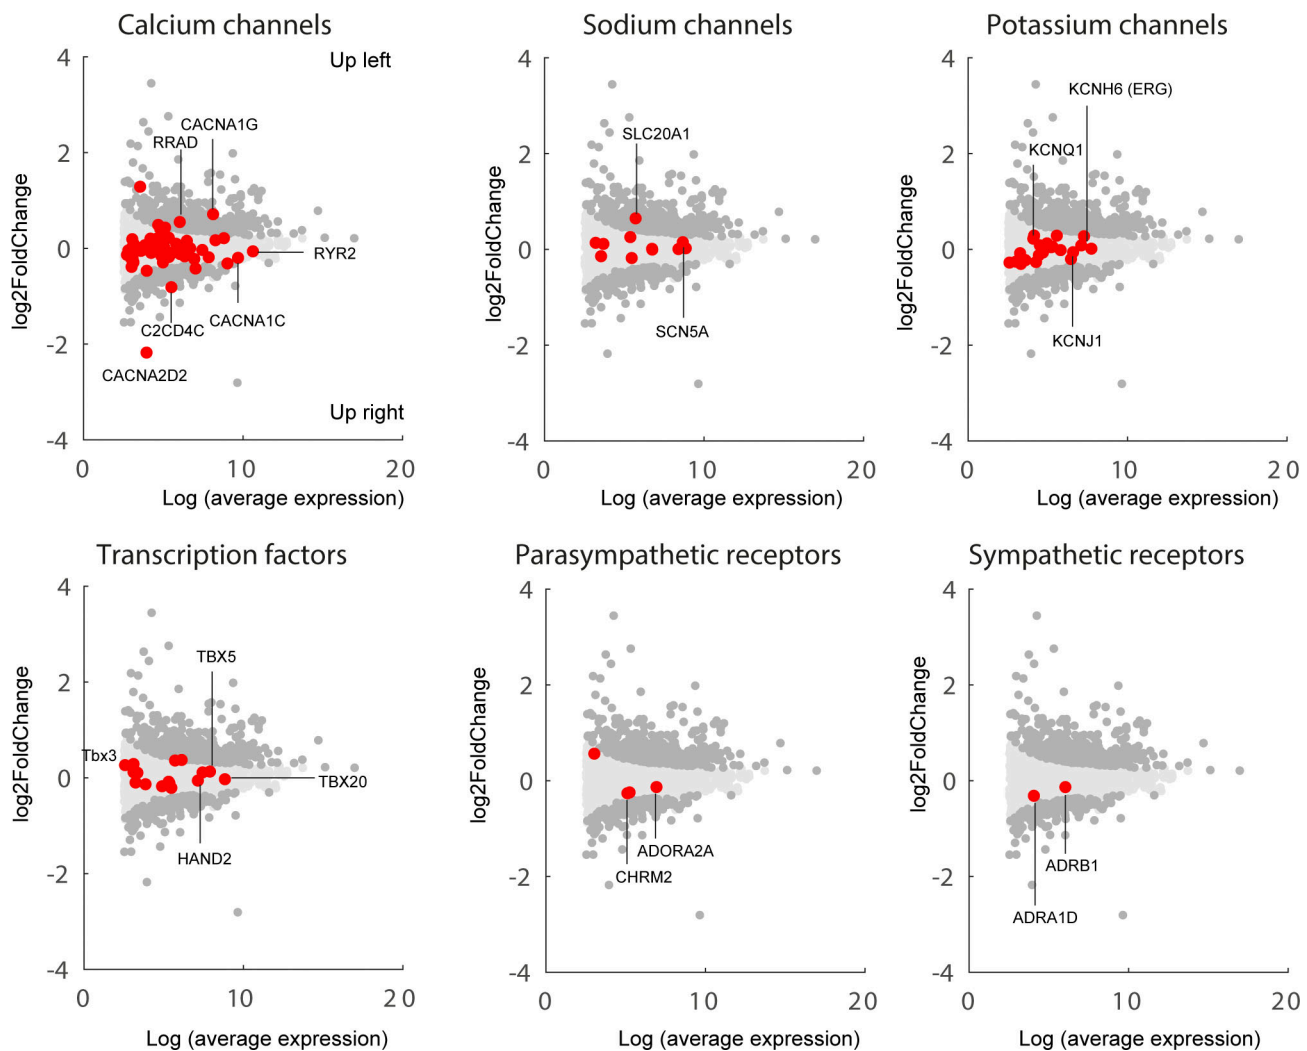 Calcium channels
4
Up left
CACNA1G
RRAD
2
log2FoldChange
0
RYR2
C2CD4C
CACNA1C
-2
CACNA2D2
Up right
-4
0
10
20
Log (average expression)
Sodium channels
4
SLC20A1
2
log2FoldChange
0
SCN5A
-2
-4
0
10
20
Log (average expression)
Potassium channels
4
KCNH6 (ERG)
KCNQ1
2
log2FoldChange
0
KCNJ1
-2
-4
0
10
20
Log (average expression)
Transcription factors
4
TBX5
2
log2FoldChange
Tbx3
0
TBX20
HAND2
-2
-4
0
10
20
Log (average expression)
Parasympathetic receptors
4
2
log2FoldChange
0
ADORA2A
CHRM2
-2
-4
0
10
20
Log (average expression)
Sympathetic receptors
4
2
log2FoldChange
0
ADRB1
-2
ADRA1D
-4
0
10
20
Log (average expression)